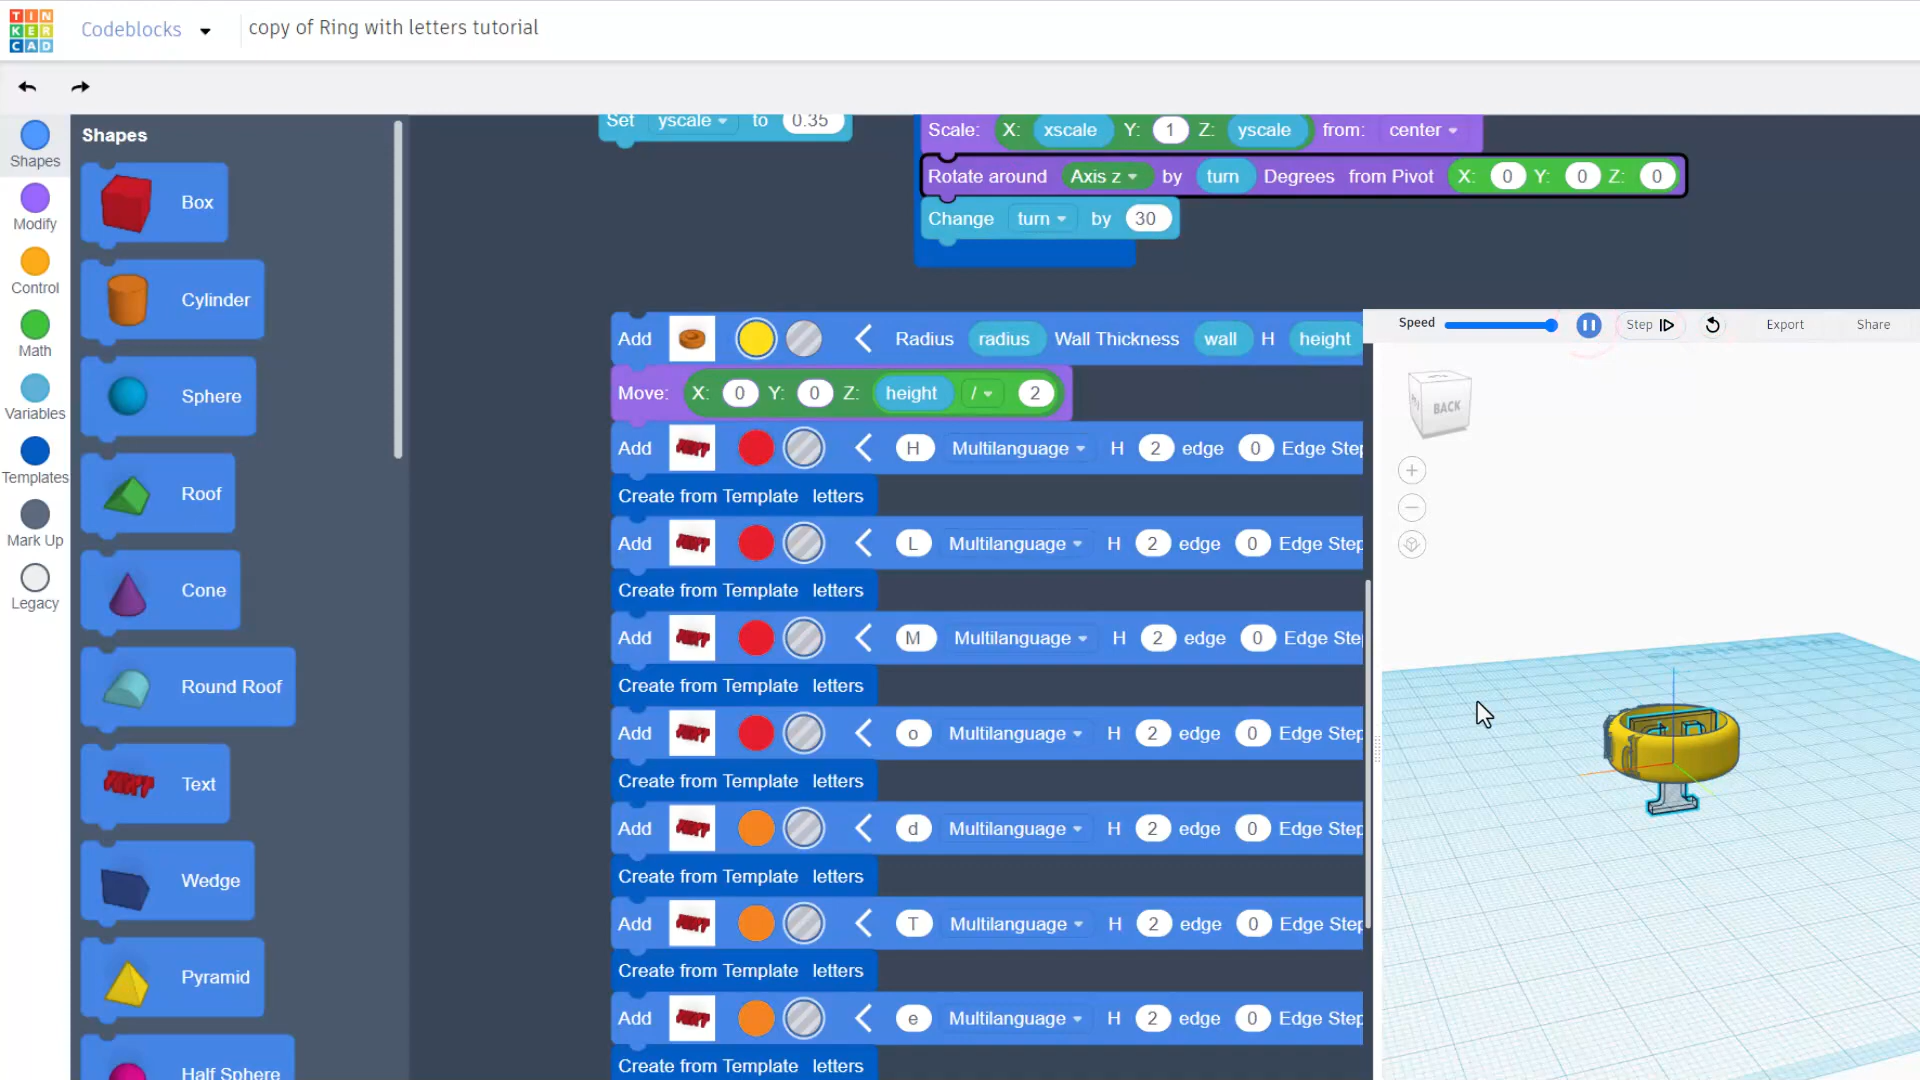 TIN
KER
CAD
Codeblocks
copy of Ring with letters tutorial
Shapes
Modify
Control
Math
Variables
Templates
Mark Up
Legacy
Shapes
Box
Cylinder
Sphere
Roof
Cone
Round Roof
Text
Wedge
Pyramid
Half Sphere
Set yscale to 0.35
Scale: X: xscale Y: 1 Z: yscale from: center
Rotate around Axis z by turn Degrees from Pivot X: 0 Y: 0 Z: 0
Change turn by 30
Add Radius radius Wall Thickness wall H height
Move: X: 0 Y: 0 Z: height / 2
Add H Multilanguage H 2 edge 0 Edge Step
Create from Template letters
Add L Multilanguage H 2 edge 0 Edge Step
Create from Template letters
Add M Multilanguage H 2 edge 0 Edge Ste
Create from Template letters
Add o Multilanguage H 2 edge 0 Edge Step
Create from Template letters
Add d Multilanguage H 2 edge 0 Edge Step
Create from Template letters
Add T Multilanguage H 2 edge 0 Edge Step
Create from Template letters
Add e Multilanguage H 2 edge 0 Edge Step
Create from Template letters
Speed Step Export Share
BACK